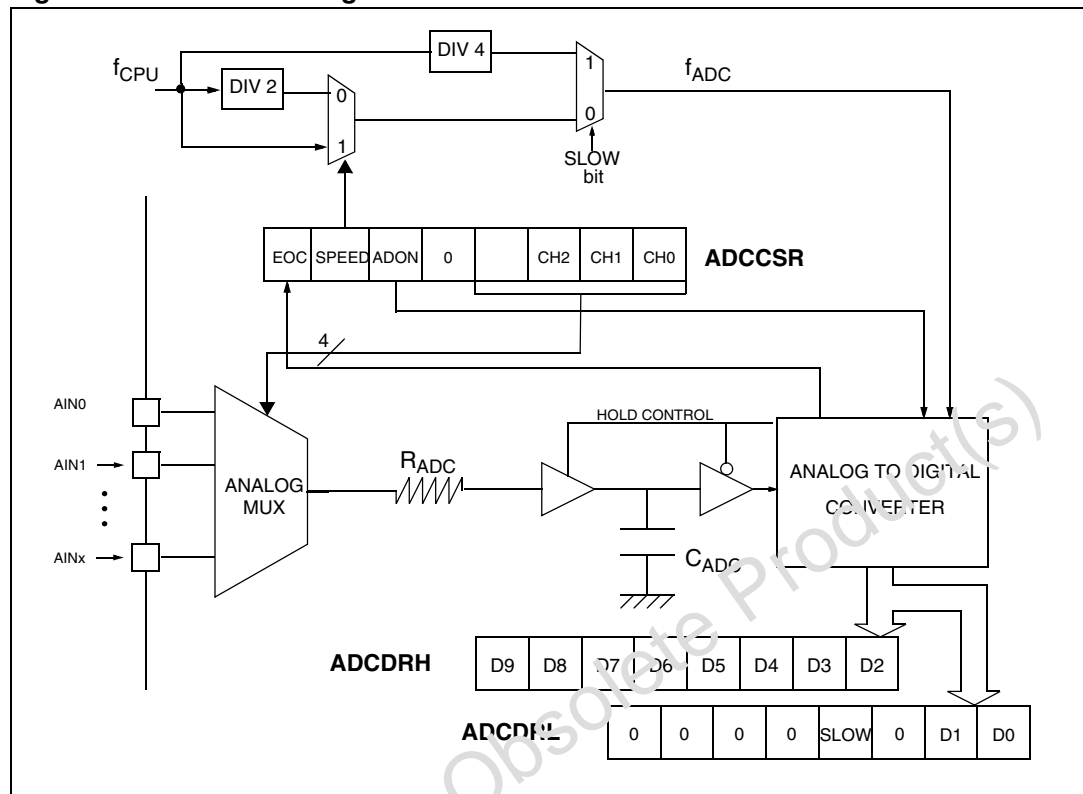 DIV 4
f_CPU
DIV 2
0
1
1
0
f_ADC
SLOW
bit
EOC SPEED ADON 0 CH2 CH1 CH0 ADCCSR
4
AIN0
AIN1
AINx
ANALOG
MUX
R_ADC
HOLD CONTROL
ANALOG TO DIGITAL
CONVERTER
C_ADC
ADCDRH D9 D8 D7 D6 D5 D4 D3 D2
ADCDRL 0 0 0 0 SLOW 0 D1 D0
Obsolete Product(s)